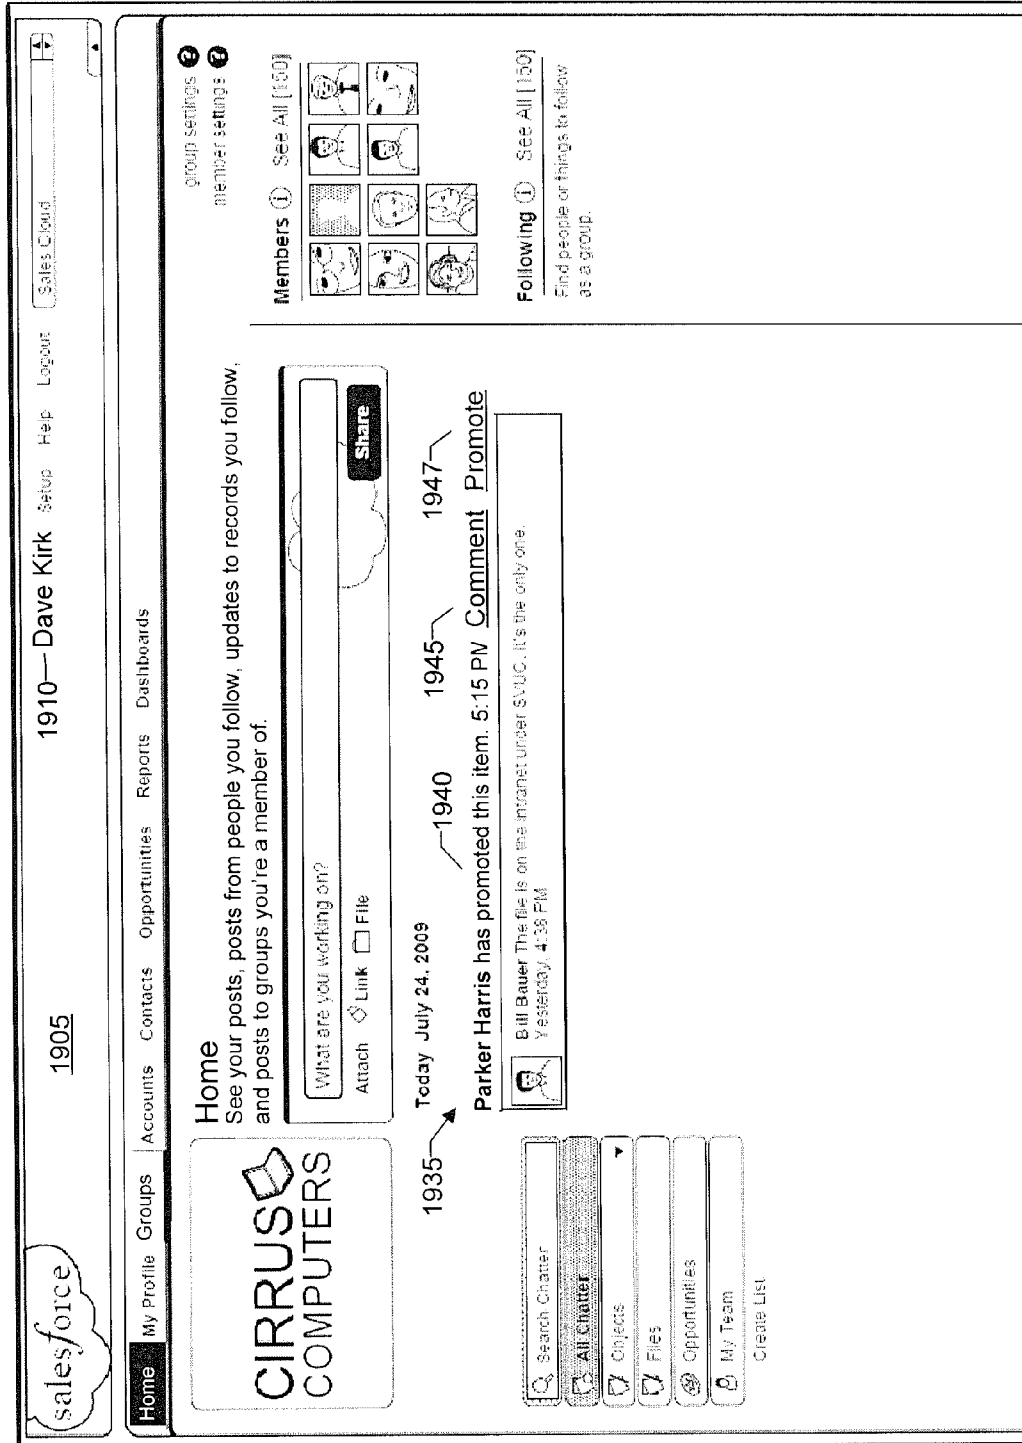 salesforce
1905
1910
Dave Kirk Setup Help Logout Sales Cloud
Home My Profile Groups Accounts Contacts Opportunities Reports Dashboards
CIRRUS
COMPUTERS
Home
See your posts, posts from people you follow, updates to records you follow,
and posts to groups you're a member of.
What are you working on?
Attach Link File Share
Today July 24, 2009
1935
1940
1945
1947
Parker Harris has promoted this item. 5:15 PM Comment Promote
Bill Bauer The file is on the intranet under SVUC. It's the only one.
Yesterday, 4:38 PM
Search Chatter
All Chatter
Objects
Files
Opportunities
My Team
Create List
group settings ?
member settings ?
Members i See All [150]
Following i See All [150]
Find people or things to follow
as a group.